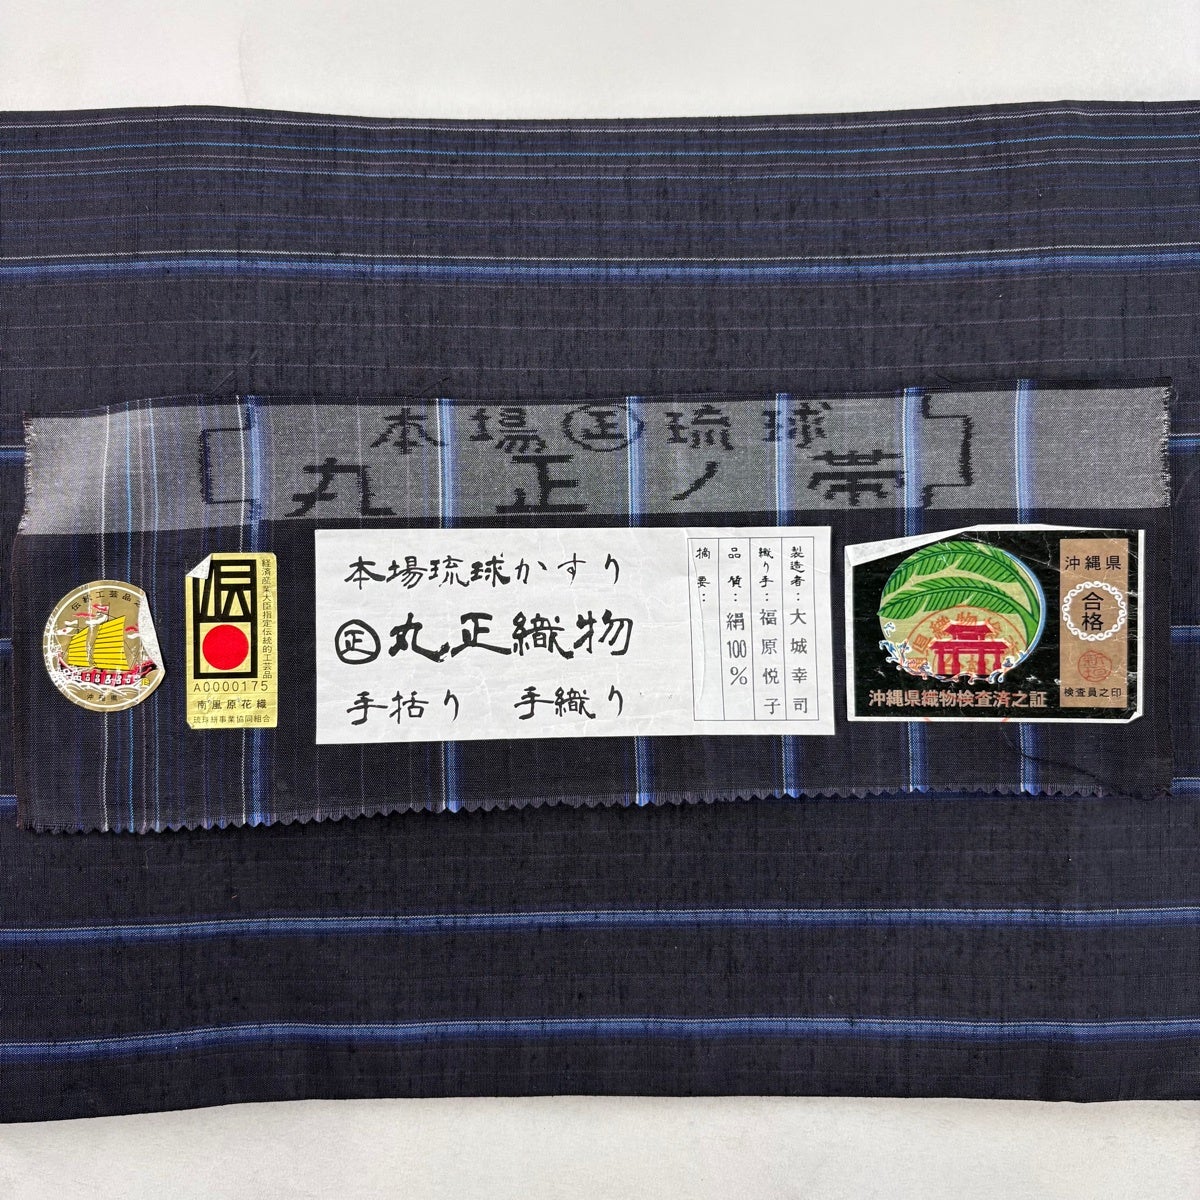 本場㊣琉球
丸正ノ帯
伝統工芸品之
沖縄県
経済産業大臣指定伝統的工芸品
A0000175
南風原花織
琉球絣事業協同組合
本場琉球かすり
㊣丸正織物
手括り 手織り
製造者:大城幸司
織り手:福原悦子
品質:絹100%
摘要:
沖縄県織物検査済之証
沖縄県
合格
検査員之印